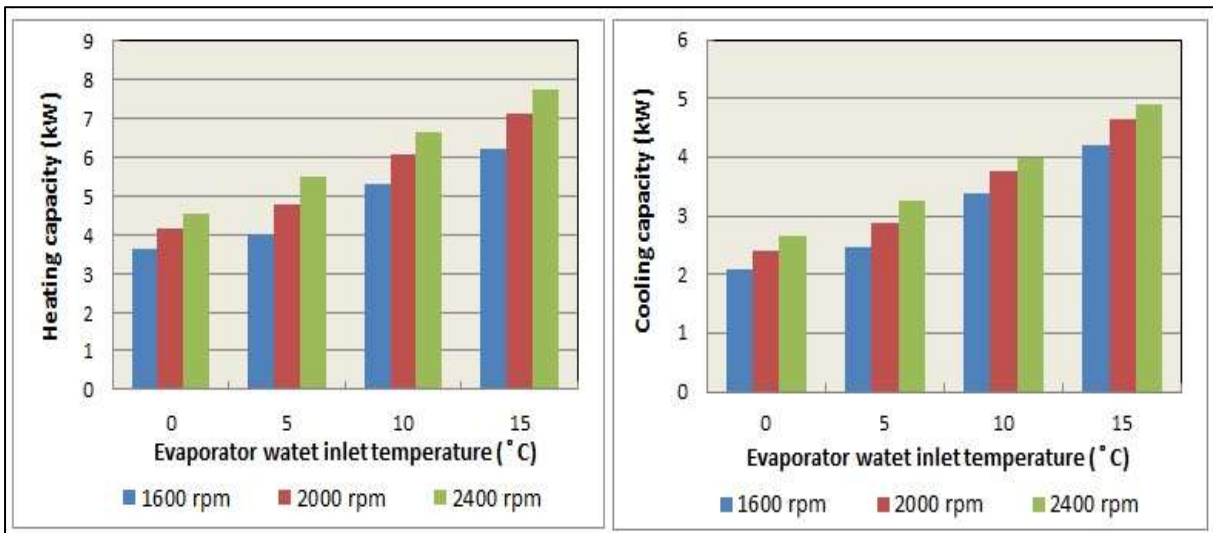 9
8
7
6
5
4
3
2
1
0
Heating capacity (kW)
0 5 10 15
Evaporator watet inlet temperature (˚C)
1600 rpm 2000 rpm 2400 rpm
6
5
4
3
2
1
0
Cooling capacity (kW)
0 5 10 15
Evaporator watet inlet temperature (˚C)
1600 rpm 2000 rpm 2400 rpm